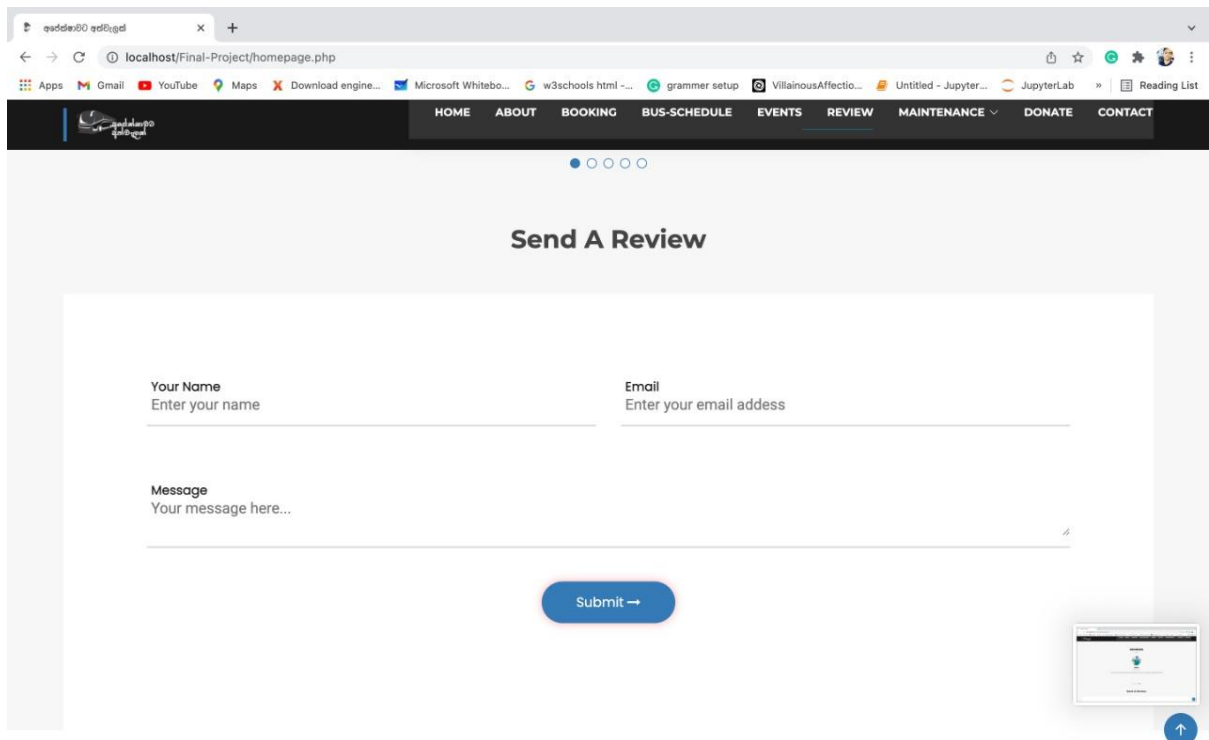 localhost/Final-Project/homepage.php
Apps Gmail YouTube Maps Download engine... Microsoft Whitebo... w3schools html -... grammer setup VillainousAffectio... Untitled - Jupyter... JupyterLab » Reading List
HOME ABOUT BOOKING BUS-SCHEDULE EVENTS REVIEW MAINTENANCE DONATE CONTACT
Send A Review
Your Name Email
Enter your name Enter your email addess
Message
Your message here...
Submit